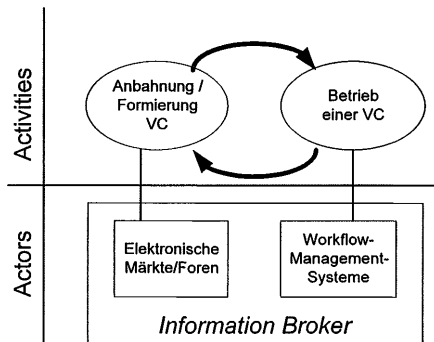 Activities
Anbahnung /
Formierung
VC
Betrieb
einer VC
Actors
Elektronische
Märkte/Foren
Workflow-
Management-
Systeme
Information Broker